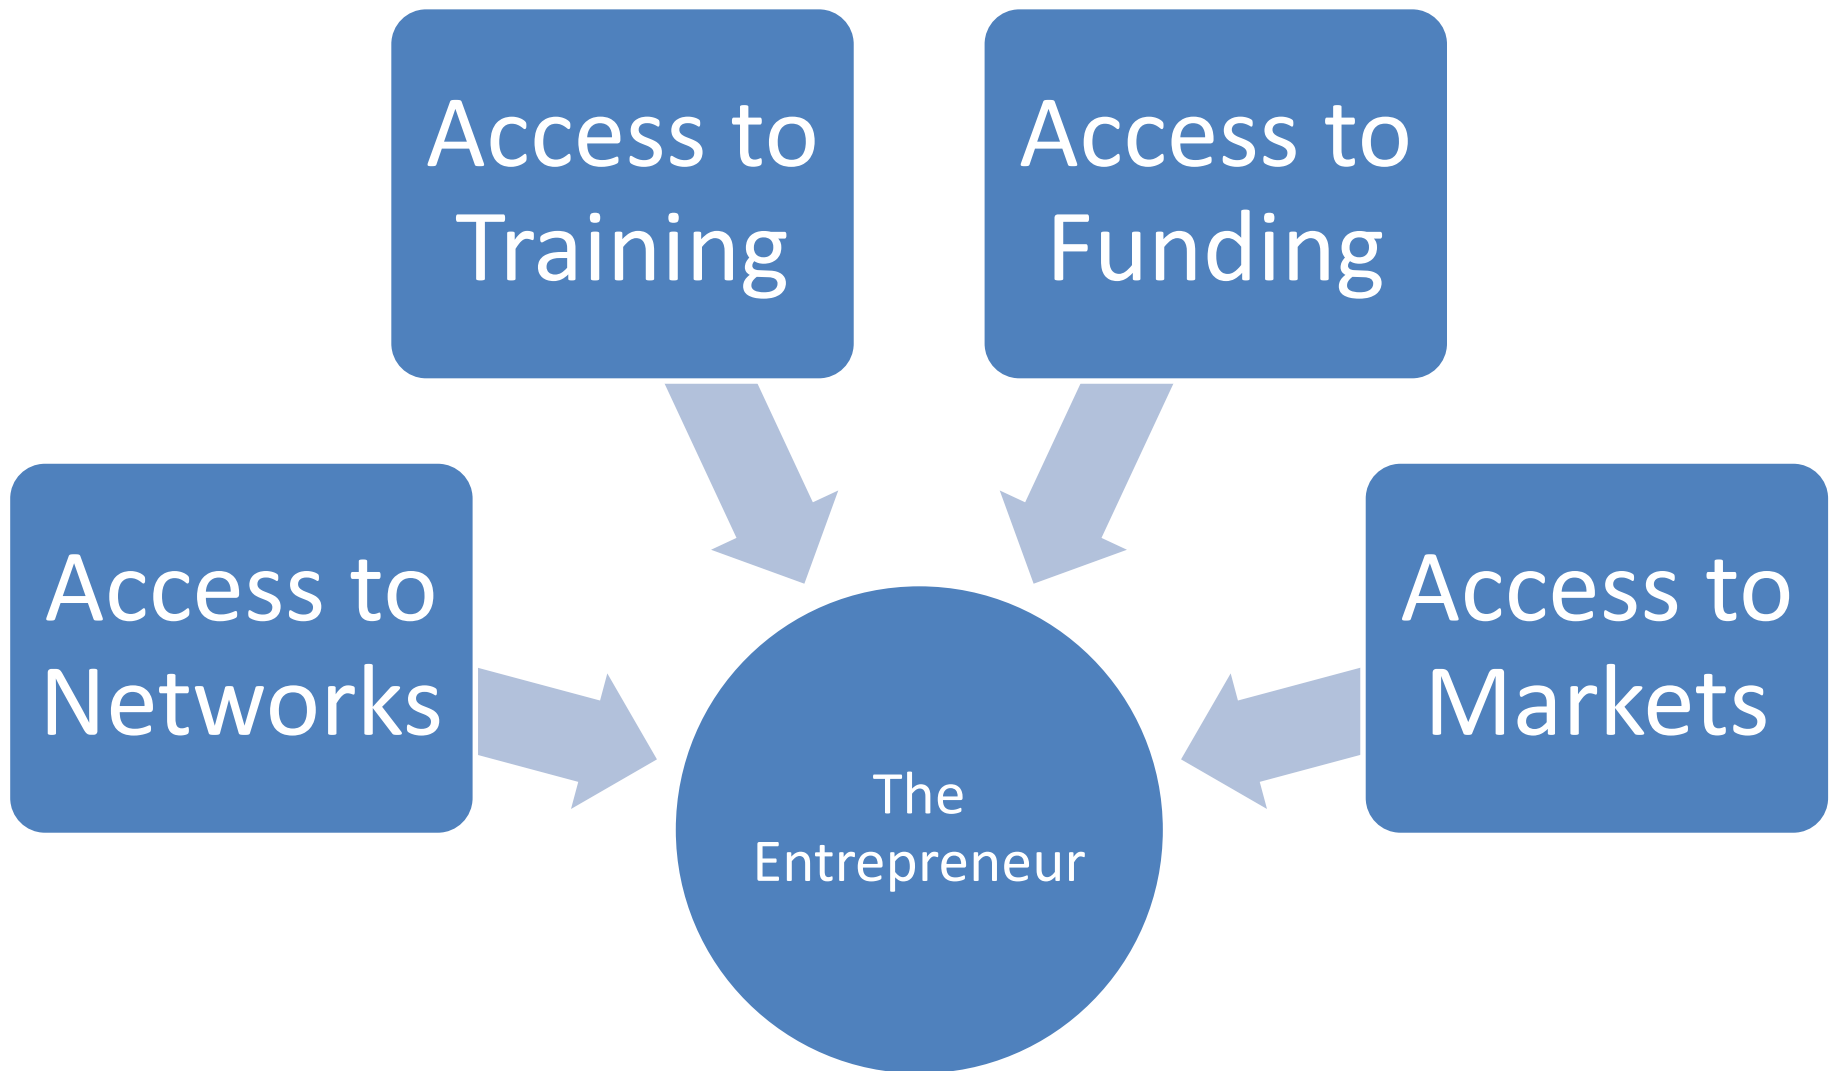 Access to
Training
Access to
Funding
Access to
Networks
Access to
Markets
The
Entrepreneur